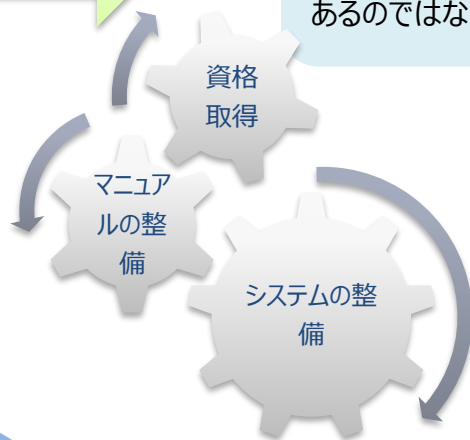 あるのではな
資格
取得
マニュア
ルの整
備
システムの整
備